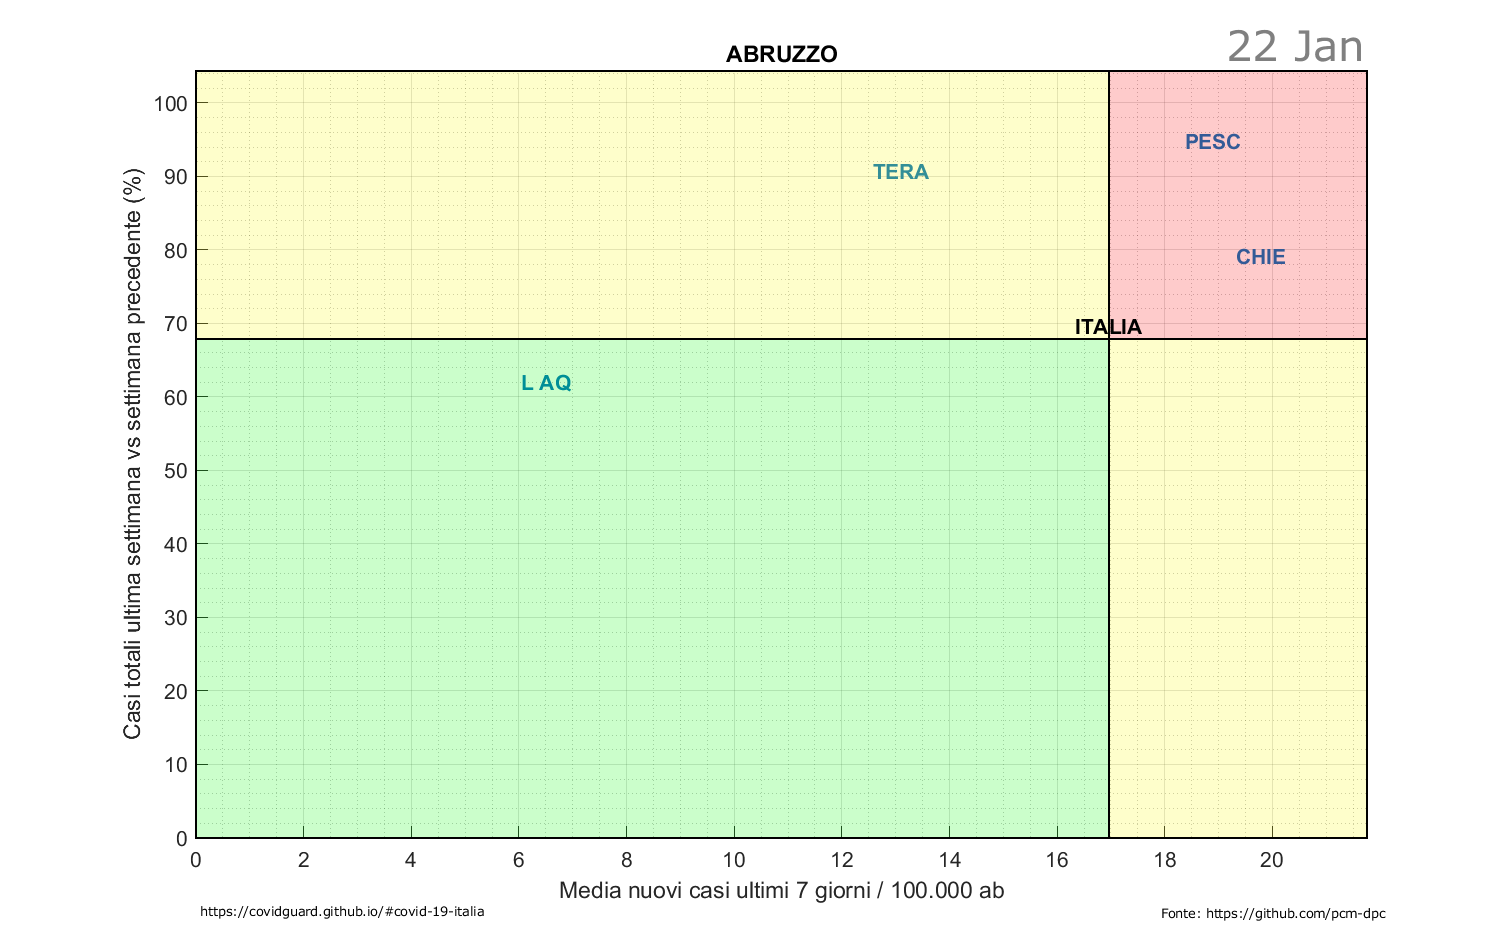 22 Jan
ABRUZZO
Casi totali ultima settimana vs settimana precedente (%)
100
90
80
70
60
50
40
30
20
10
0
PESC
TERA
CHIE
ITALIA
L AQ
0 2 4 6 8 10 12 14 16 18 20
Media nuovi casi ultimi 7 giorni / 100.000 ab
https://covidguard.github.io/#covid-19-italia
Fonte: https://github.com/pcm-dpc